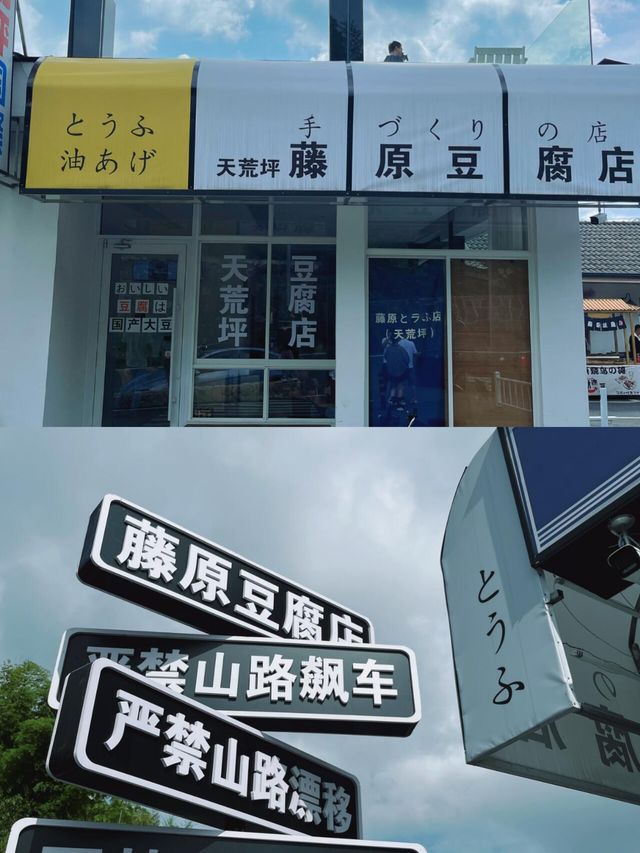 とうふ
油あげ
手づくりの店
天荒坪藤原豆腐店
おいしい
豆腐は
国产大豆
天荒坪
豆腐店
藤原とうふ店
(天荒坪)
藤原豆腐店
严禁山路飙车
严禁山路漂移
とうふ
の